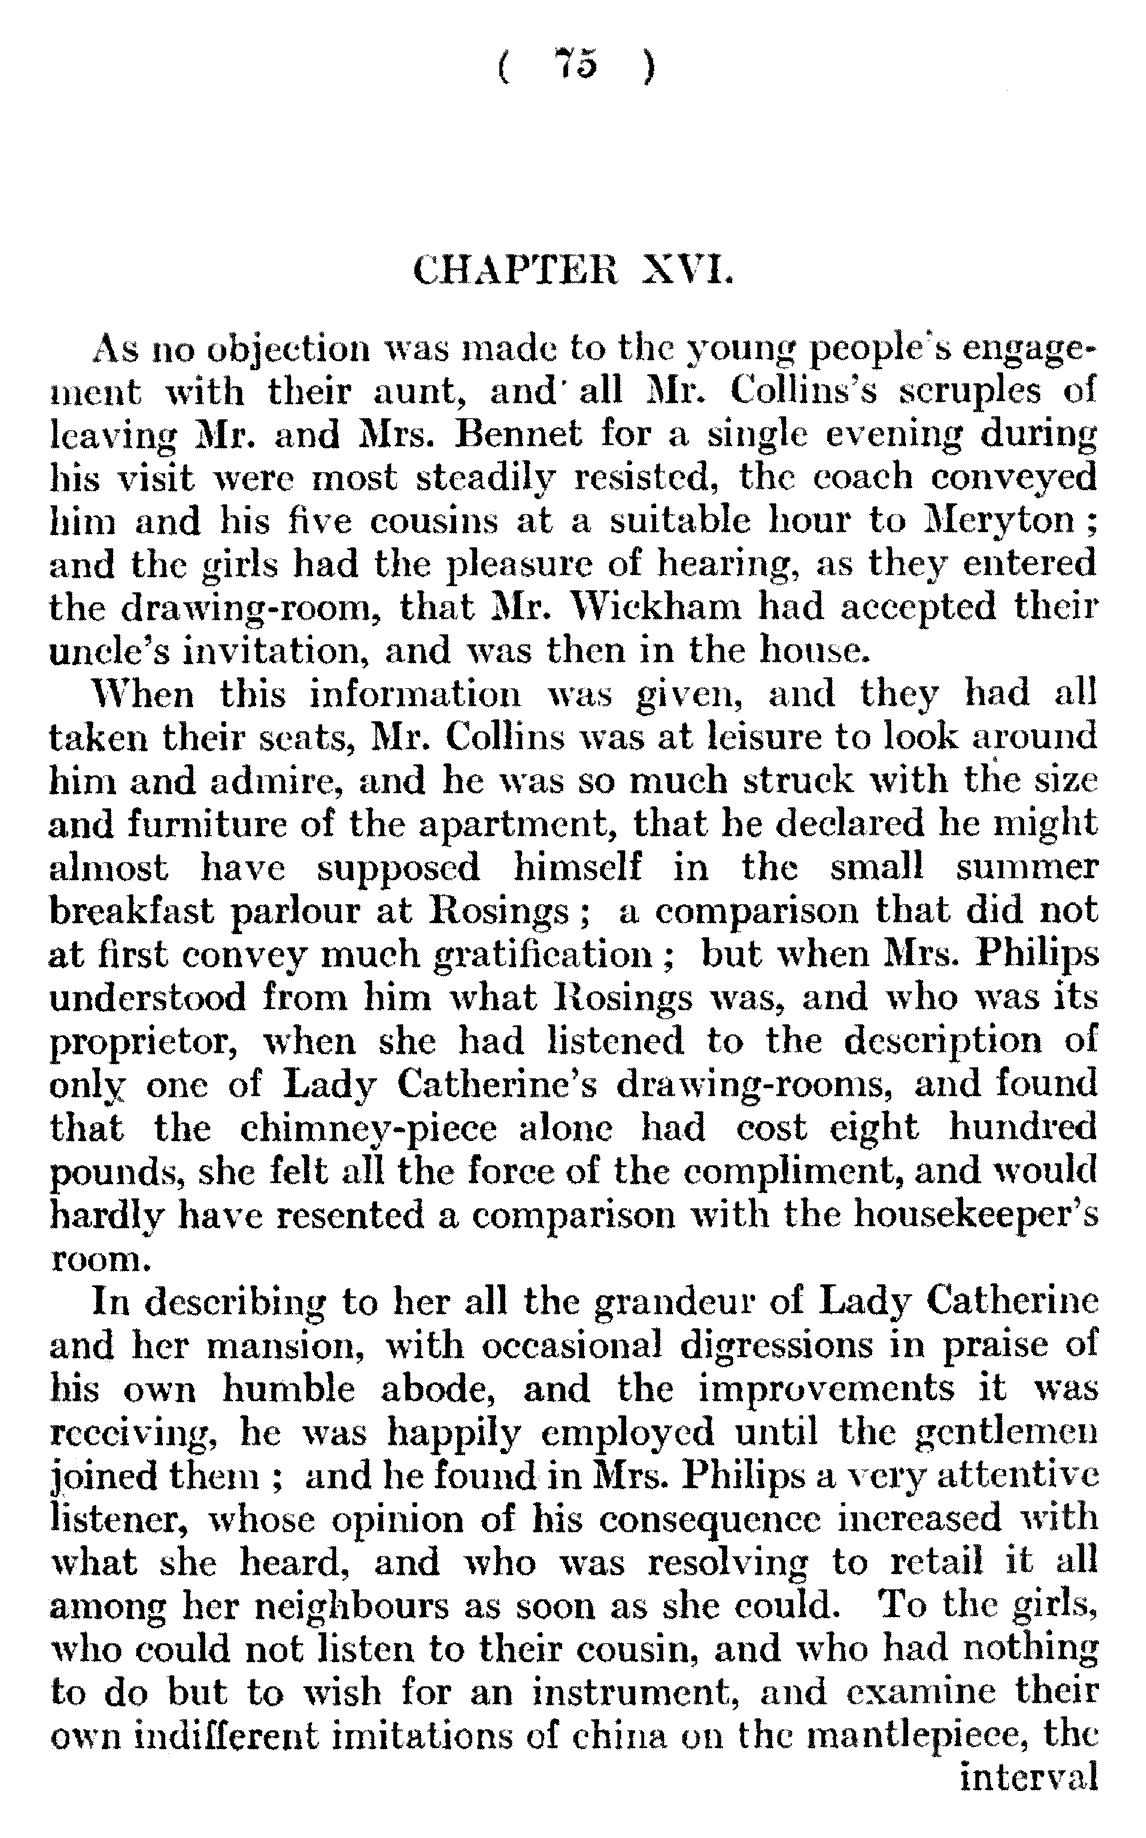 ( 75 )
CHAPTER XVI.
As no objection was made to the young people's engage-
ment with their aunt, and all Mr. Collins's scruples of
leaving Mr. and Mrs. Bennet for a single evening during
his visit were most steadily resisted, the coach conveyed
him and his five cousins at a suitable hour to Meryton ;
and the girls had the pleasure of hearing, as they entered
the drawing-room, that Mr. Wickham had accepted their
uncle's invitation, and was then in the house.
When this information was given, and they had all
taken their seats, Mr. Collins was at leisure to look around
him and admire, and he was so much struck with the size
and furniture of the apartment, that he declared he might
almost have supposed himself in the small summer
breakfast parlour at Rosings ; a comparison that did not
at first convey much gratification ; but when Mrs. Philips
understood from him what Rosings was, and who was its
proprietor, when she had listened to the description of
only one of Lady Catherine's drawing-rooms, and found
that the chimney-piece alone had cost eight hundred
pounds, she felt all the force of the compliment, and would
hardly have resented a comparison with the housekeeper's
room.
In describing to her all the grandeur of Lady Catherine
and her mansion, with occasional digressions in praise of
his own humble abode, and the improvements it was
receiving, he was happily employed until the gentlemen
joined them ; and he found in Mrs. Philips a very attentive
listener, whose opinion of his consequence increased with
what she heard, and who was resolving to retail it all
among her neighbours as soon as she could. To the girls,
who could not listen to their cousin, and who had nothing
to do but to wish for an instrument, and examine their
own indifferent imitations of china on the mantlepiece, the
interval